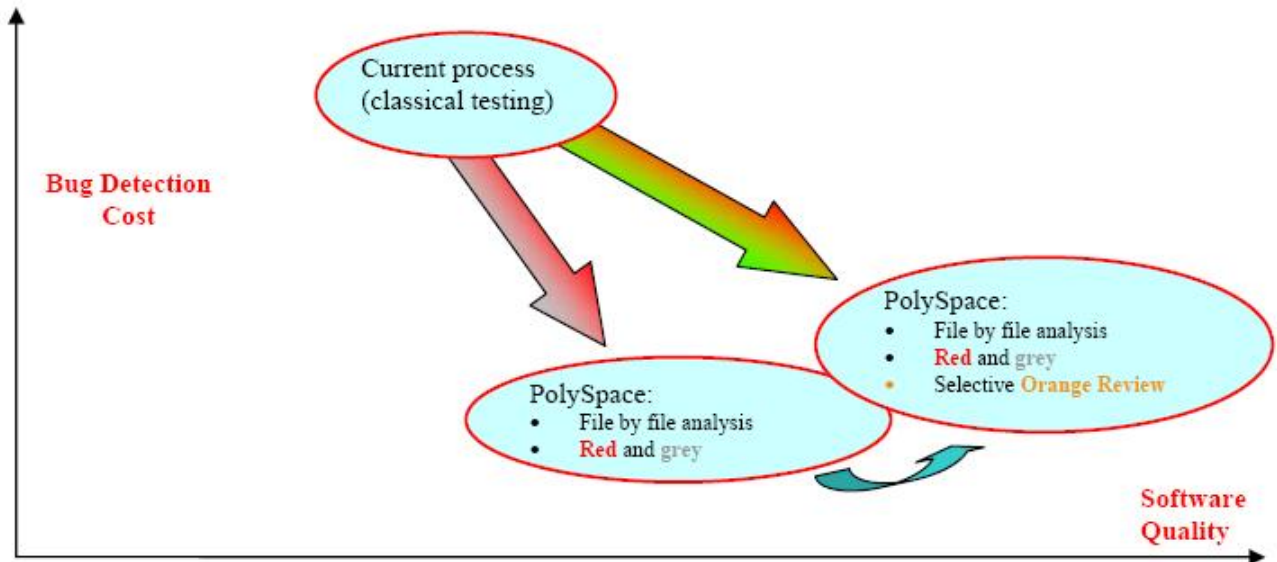 Current process
(classical testing)
Bug Detection
Cost
PolySpace:
• File by file analysis
• Red and grey
• Selective Orange Review
PolySpace:
• File by file analysis
• Red and grey
Software
Quality